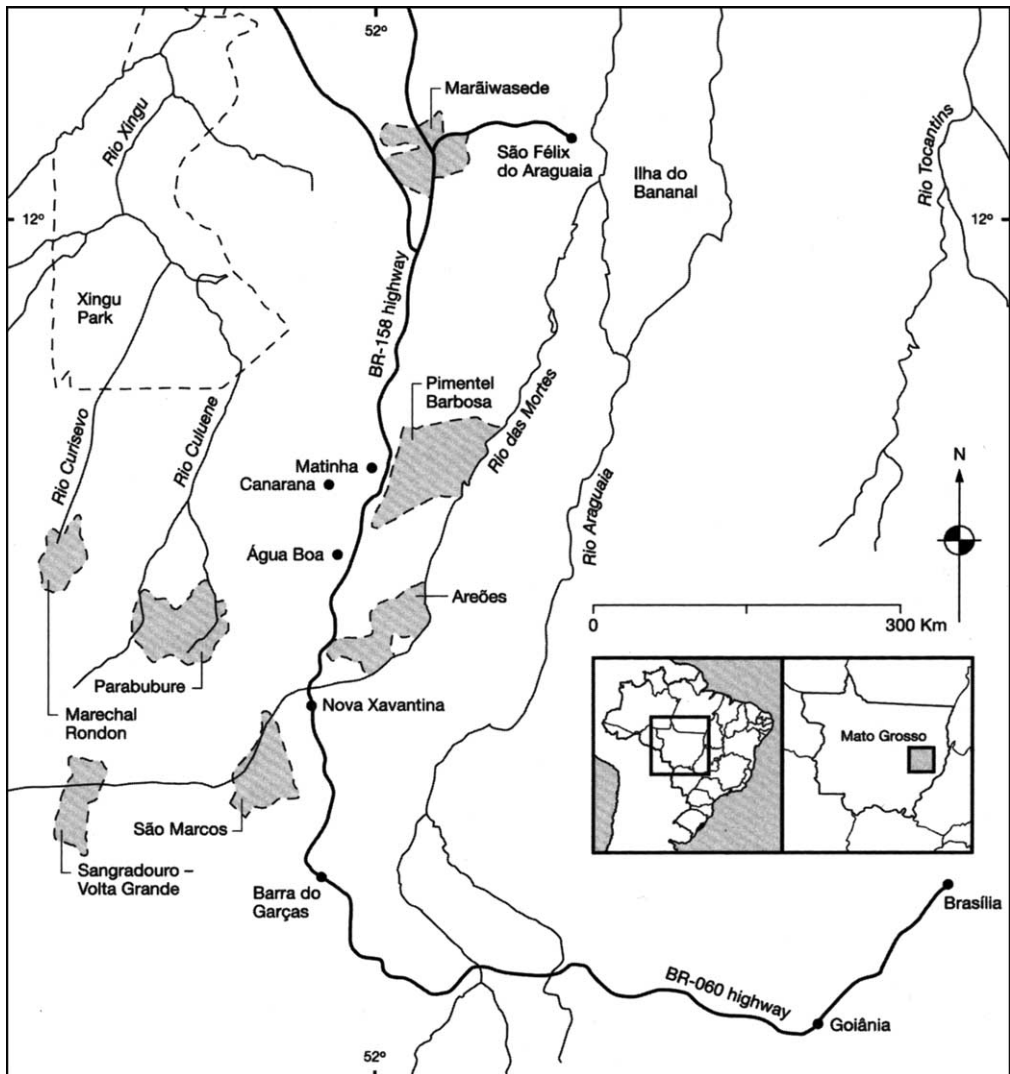 52º
Marãiwasede
Rio Xingu
São Félix
do Araguaia
Ilha do
Bananal
Rio Tocantins
12º
12º
Xingu
Park
BR-158 highway
Pimentel
Barbosa
Rio das Mortes
Rio Curisevo
Rio Culuene
Matinha
Canarana
Rio Araguaia
N
Água Boa
Areões
0
300 Km
Parabubure
Marechal
Rondon
Nova Xavantina
Mato Grosso
São Marcos
Sangradouro –
Volta Grande
Barra do
Garças
Brasília
BR-060 highway
Goiânia
52º